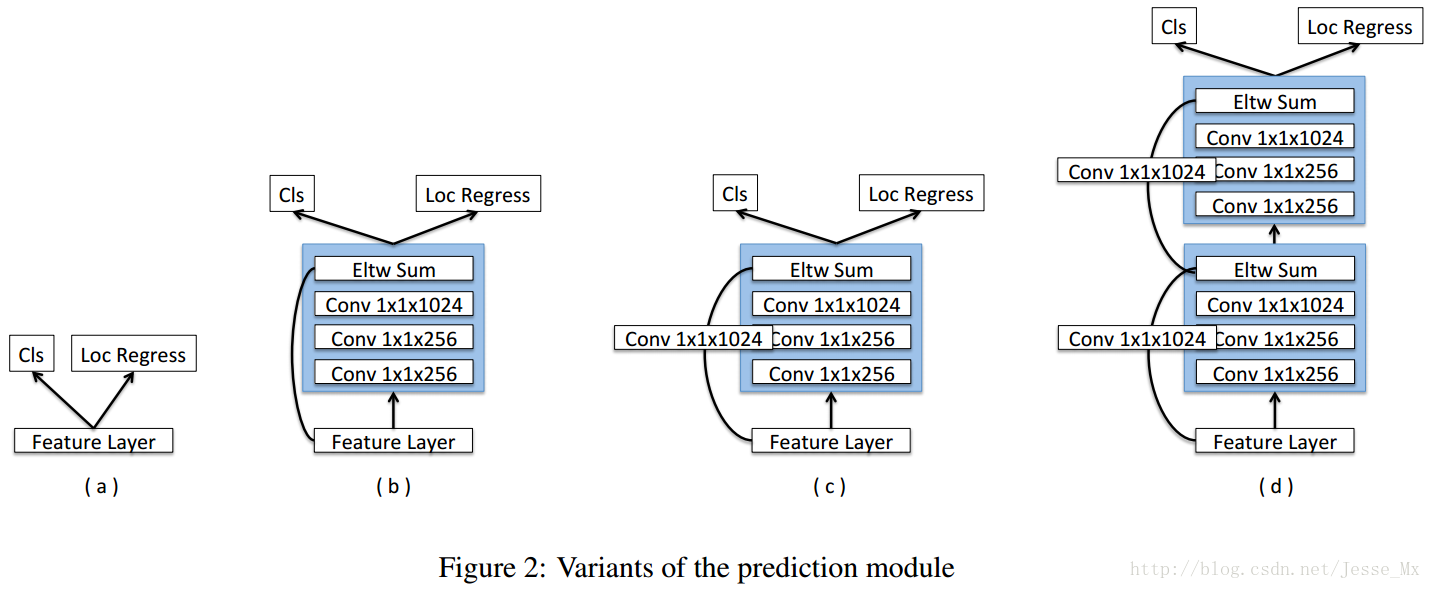 Cls
Loc Regress
Feature Layer
( a )
Cls
Loc Regress
Eltw Sum
Conv 1x1x1024
Conv 1x1x256
Conv 1x1x256
Feature Layer
( b )
Cls
Loc Regress
Eltw Sum
Conv 1x1x1024
Conv 1x1x1024
Conv 1x1x256
Conv 1x1x256
Feature Layer
( c )
Cls
Loc Regress
Eltw Sum
Conv 1x1x1024
Conv 1x1x1024
Conv 1x1x256
Conv 1x1x256
Eltw Sum
Conv 1x1x1024
Conv 1x1x1024
Conv 1x1x256
Conv 1x1x256
Feature Layer
( d )
Figure 2: Variants of the prediction module
http://blog.csdn.net/Jesse_Mx